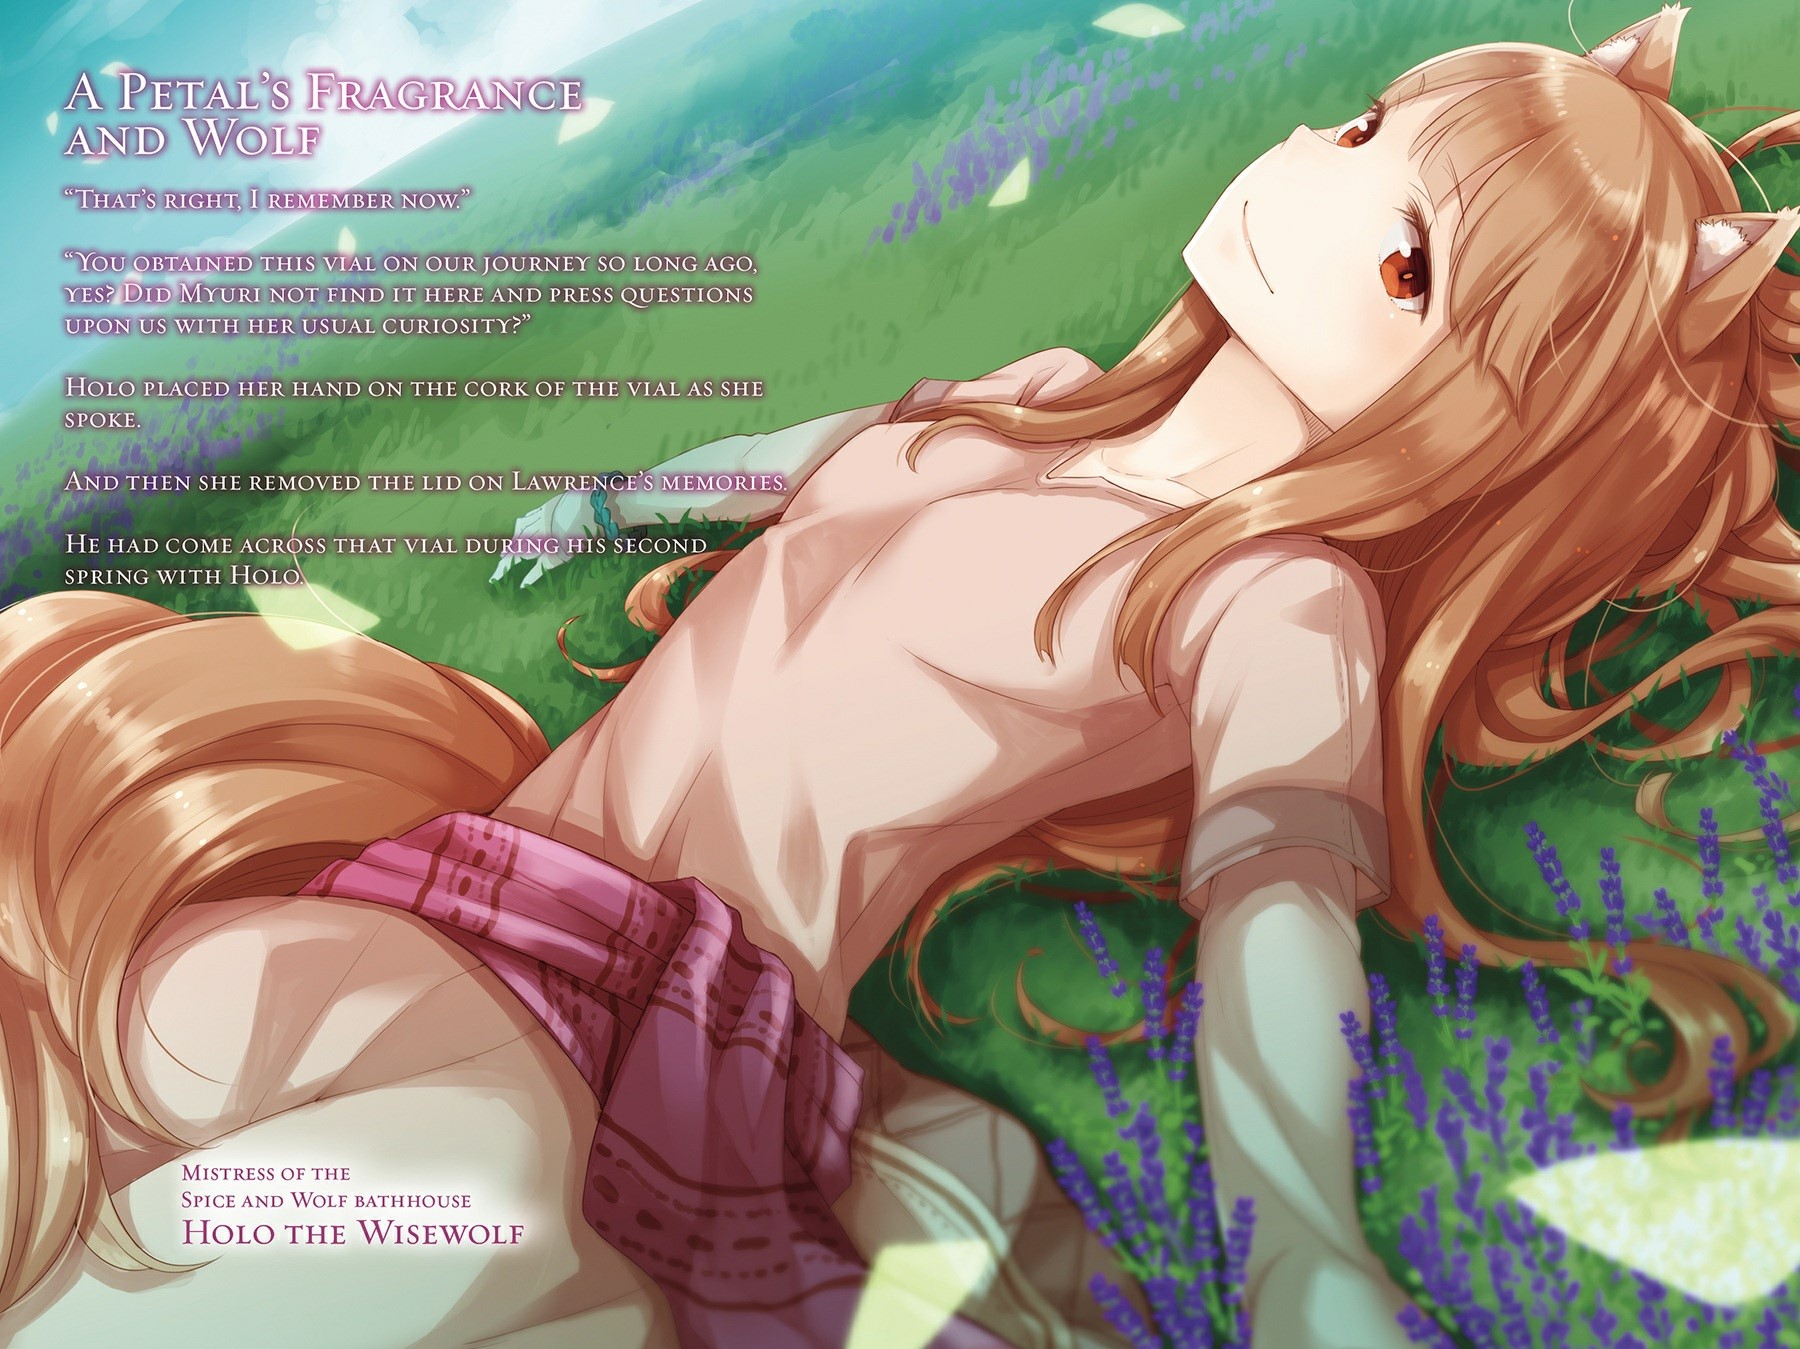 A Petal's Fragrance
and Wolf
“That's right, I remember now.”
“You obtained this vial on our journey so long ago,
yes? Did Myuri not find it here and press questions
upon us with her usual curiosity?”
Holo placed her hand on the cork of the vial as she
spoke.
And then she removed the lid on Lawrence's memories.
He had come across that vial during his second
spring with Holo.
Mistress of the
Spice and Wolf bathhouse
Holo the Wisewolf